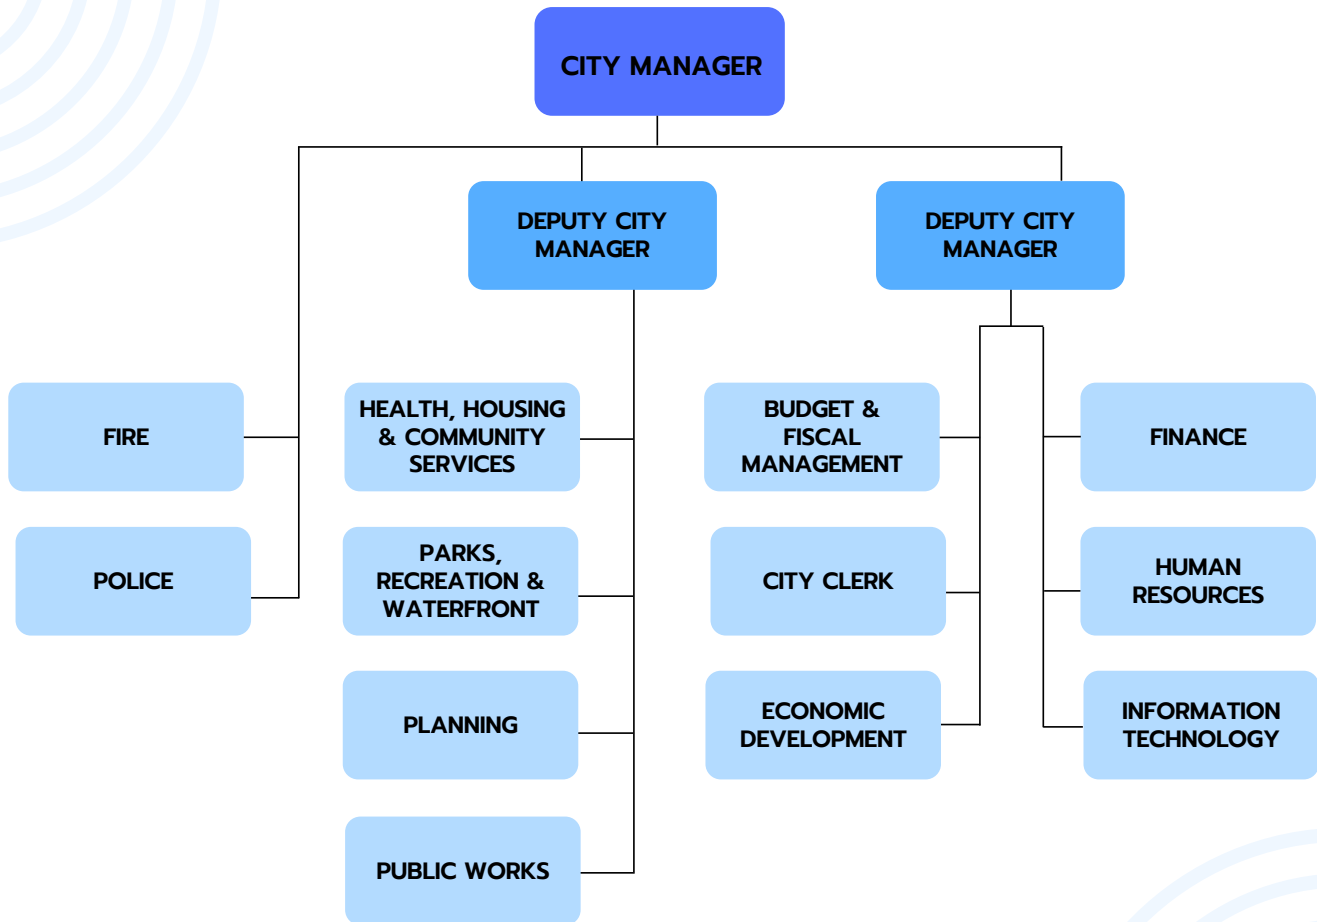 CITY MANAGER
DEPUTY CITY
MANAGER
DEPUTY CITY
MANAGER
FIRE
POLICE
HEALTH, HOUSING
& COMMUNITY
SERVICES
PARKS,
RECREATION &
WATERFRONT
PLANNING
PUBLIC WORKS
BUDGET &
FISCAL
MANAGEMENT
CITY CLERK
ECONOMIC
DEVELOPMENT
FINANCE
HUMAN
RESOURCES
INFORMATION
TECHNOLOGY